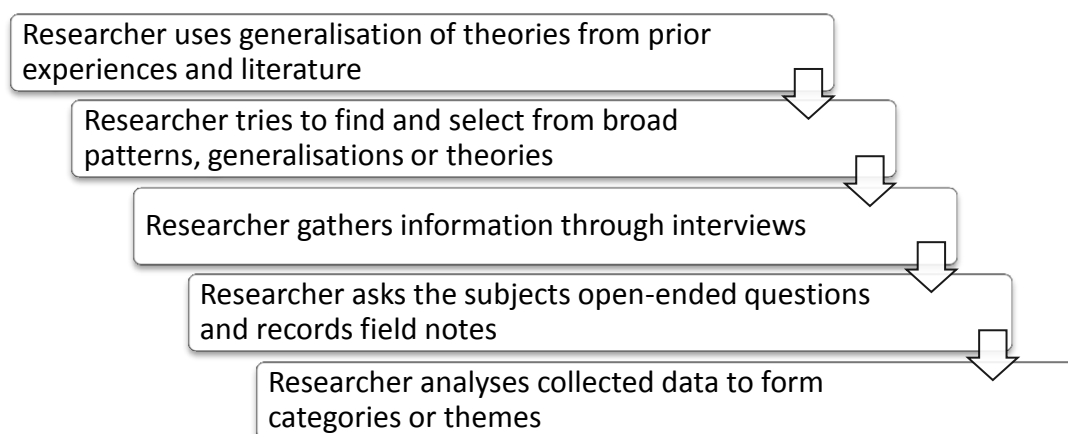 Researcher uses generalisation of theories from prior
experiences and literature
Researcher tries to find and select from broad
patterns, generalisations or theories
Researcher gathers information through interviews
Researcher asks the subjects open-ended questions
and records field notes
Researcher analyses collected data to form
categories or themes